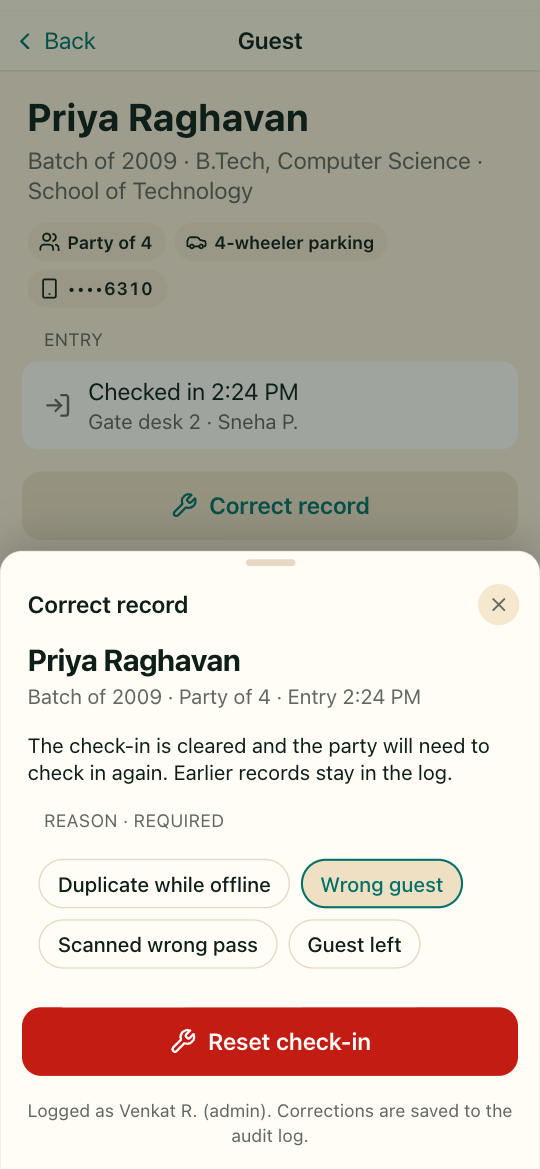 Back
Guest
Priya Raghavan
Batch of 2009 · B.Tech, Computer Science ·
School of Technology
Party of 4
4-wheeler parking
••••6310
ENTRY
Checked in 2:24 PM
Gate desk 2 · Sneha P.
Correct record
Correct record
Priya Raghavan
Batch of 2009 · Party of 4 · Entry 2:24 PM
The check-in is cleared and the party will need to
check in again. Earlier records stay in the log.
REASON · REQUIRED
Duplicate while offline
Wrong guest
Scanned wrong pass
Guest left
Reset check-in
Logged as Venkat R. (admin). Corrections are saved to the
audit log.